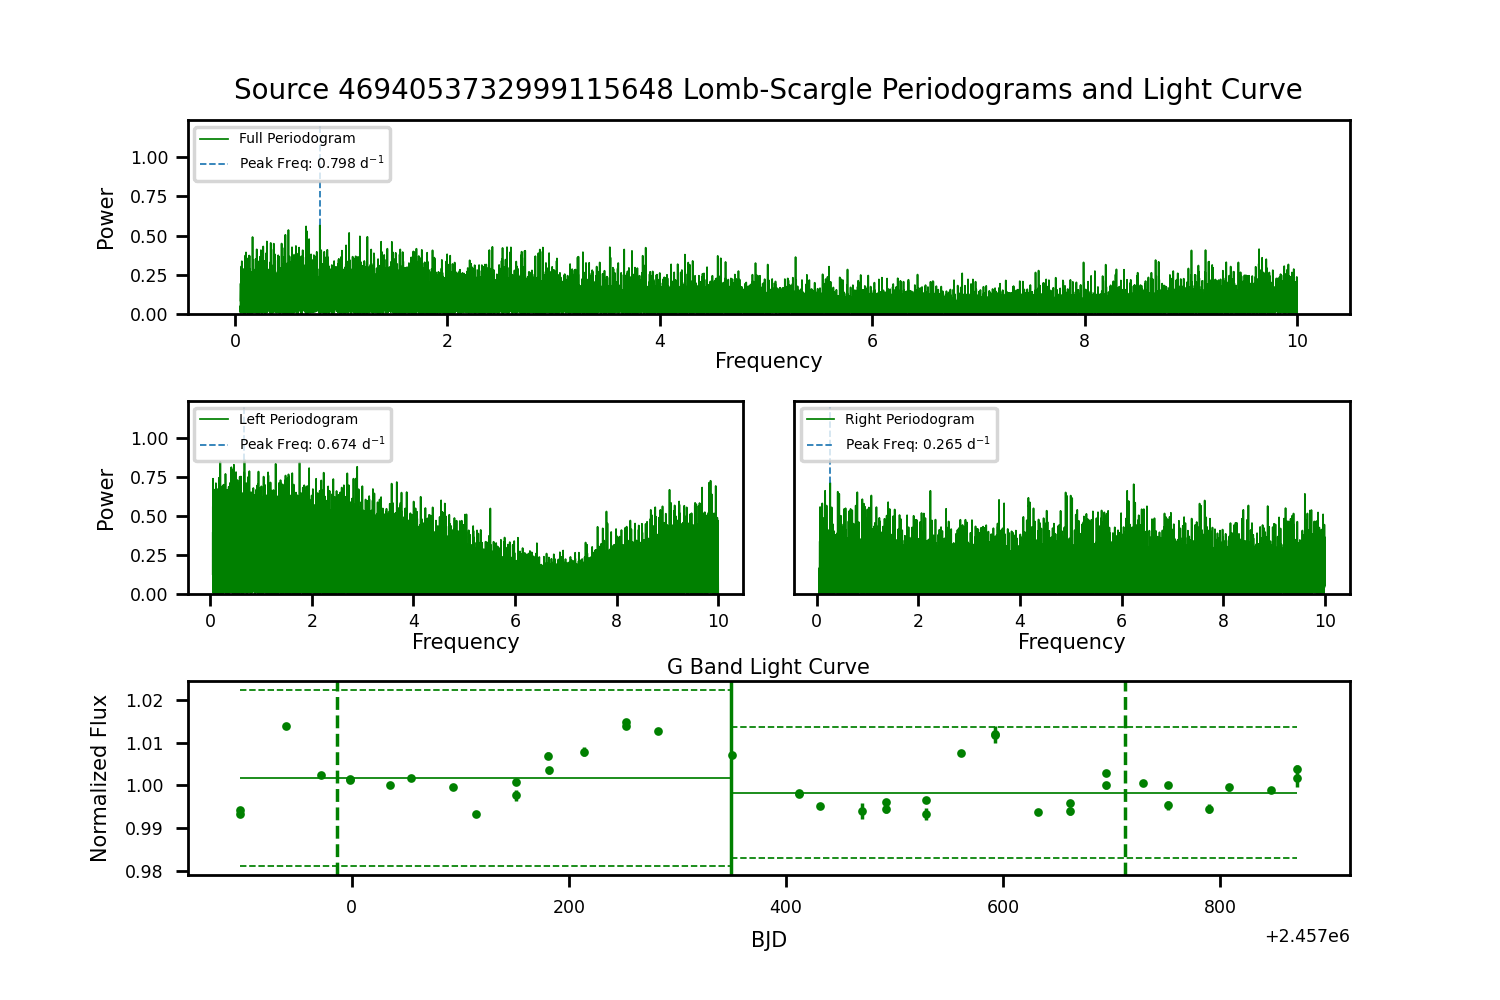 Source 4694053732999115648 Lomb-Scargle Periodograms and Light Curve
Full Periodogram
Peak Freq: 0.798 d⁻¹
Power
1.00
0.75
0.50
0.25
0.00
0 2 4 6 8 10
Frequency
Left Periodogram
Peak Freq: 0.674 d⁻¹
Power
1.00
0.75
0.50
0.25
0.00
0 2 4 6 8 10
Frequency
Right Periodogram
Peak Freq: 0.265 d⁻¹
0 2 4 6 8 10
Frequency
G Band Light Curve
Normalized Flux
1.02
1.01
1.00
0.99
0.98
0 200 400 600 800
BJD
+2.457e6